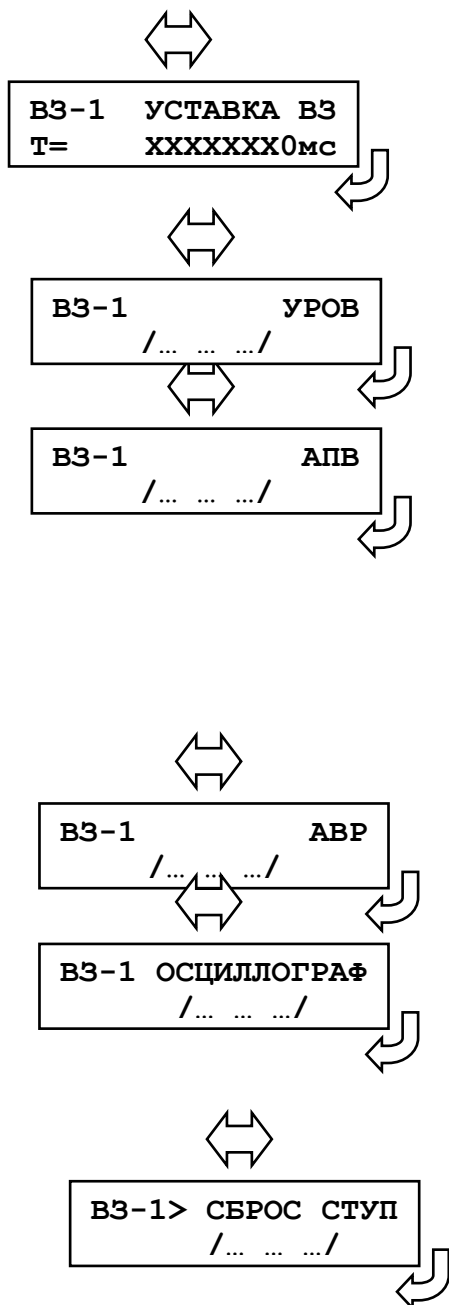 ВЗ-1 УСТАВКА ВЗ
Т= ХХХХХХХ0мс
ВЗ-1 УРОВ
/… … …/
ВЗ-1 АПВ
/… … …/
ВЗ-1 АВР
/… … …/
ВЗ-1 ОСЦИЛЛОГРАФ
/… … …/
ВЗ-1> СБРОС СТУП
/… … …/